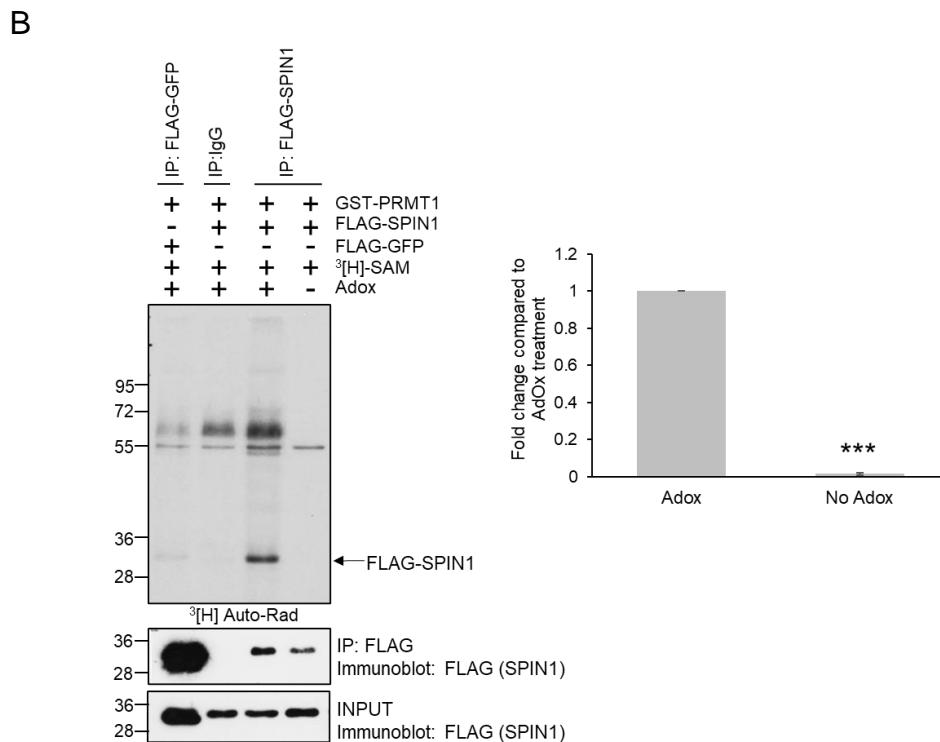 B
IP: FLAG-GFP
IP:IgG
IP: FLAG-SPIN1
+ + + + GST-PRMT1
- + + + FLAG-SPIN1
+ - - - FLAG-GFP
+ + + + ³[H]-SAM
+ + + - Adox
95
72
55
36
28
FLAG-SPIN1
³[H] Auto-Rad
36
28
IP: FLAG
Immunoblot: FLAG (SPIN1)
36
28
INPUT
Immunoblot: FLAG (SPIN1)
Fold change compared to
AdOx treatment
1.2
1
0.8
0.6
0.4
0.2
0
***
Adox
No Adox